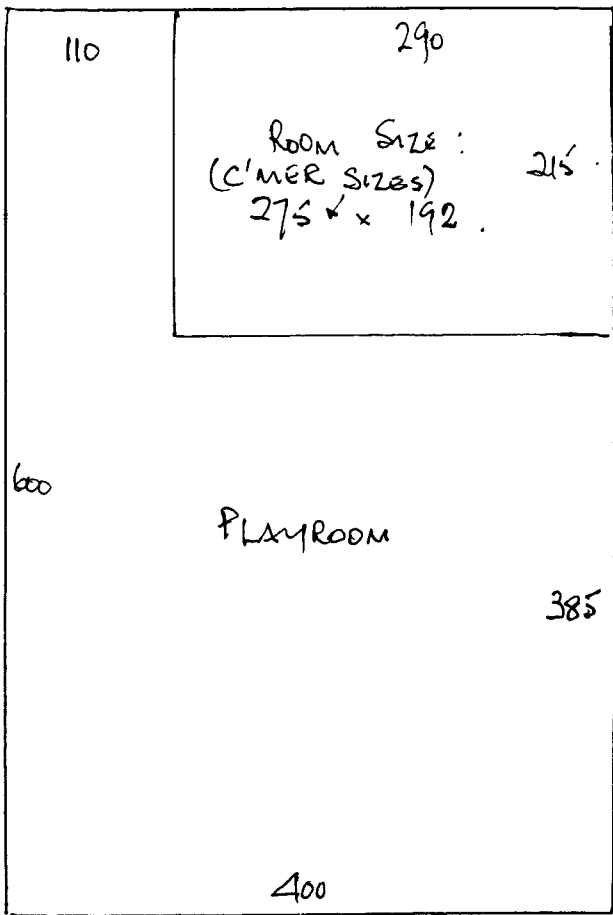 110
290
ROOM SIZE :
(C'MER SIZES)
275 ✓ x 192 .
215
600
PLAYROOM
385
400